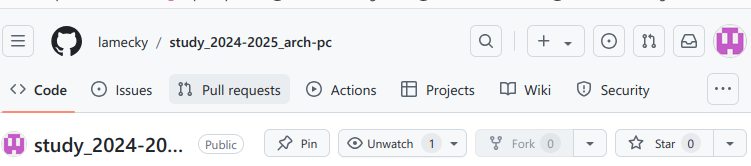 lamecky / study_2024-2025_arch-pc
Code Issues Pull requests Actions Projects Wiki Security ...
study_2024-20... Public Pin Unwatch 1 Fork 0 Star 0